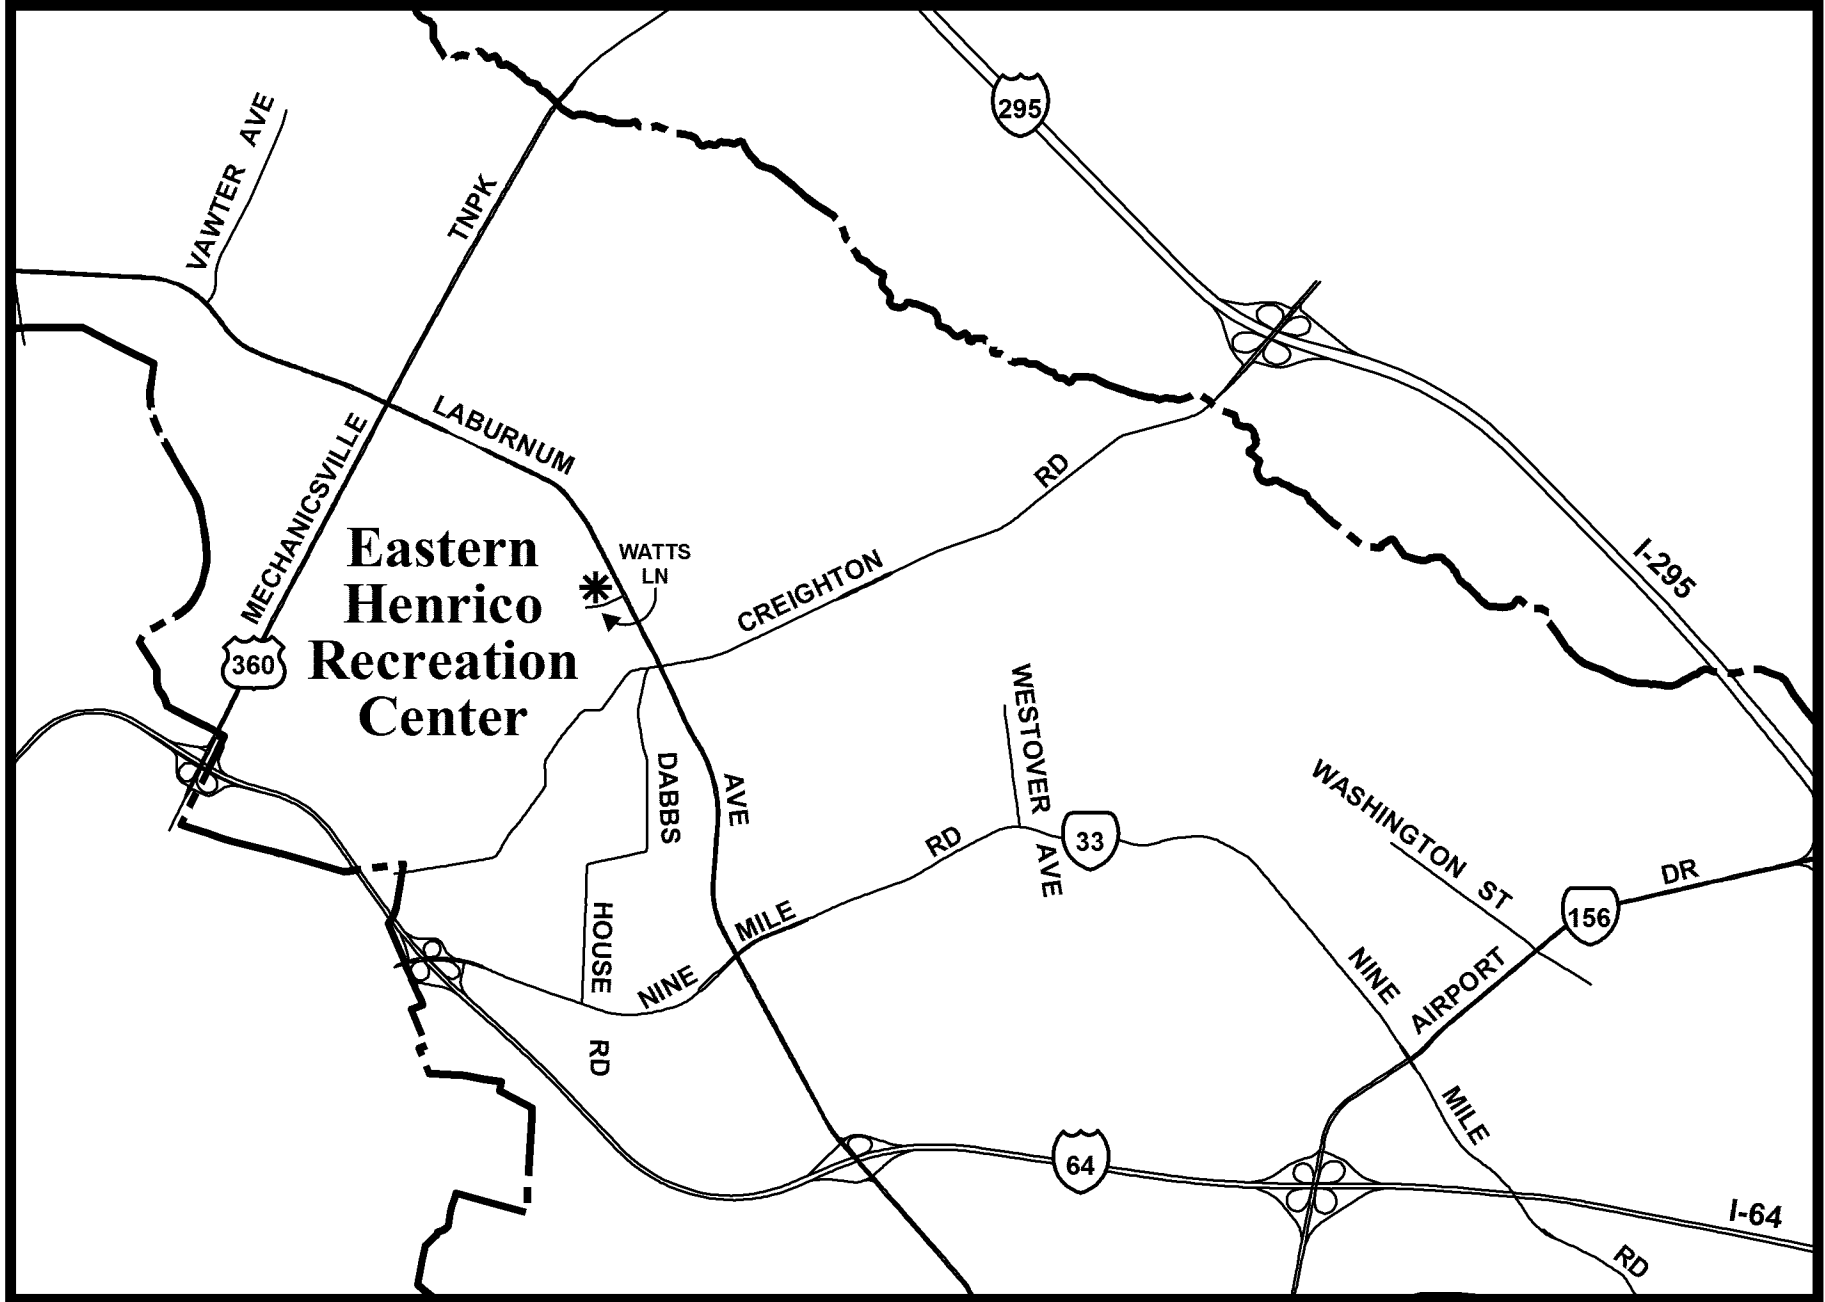 295
VAWTER AVE
TNPK
LABURNUM
MECHANICSVILLE
RD
Eastern
Henrico
Recreation
Center
WATTS
LN
CREIGHTON
I-295
360
WESTOVER
AVE
DABBS
AVE
WASHINGTON ST
33
RD
DR
156
MILE
HOUSE
NINE
NINE
AIRPORT
RD
MILE
64
I-64
RD